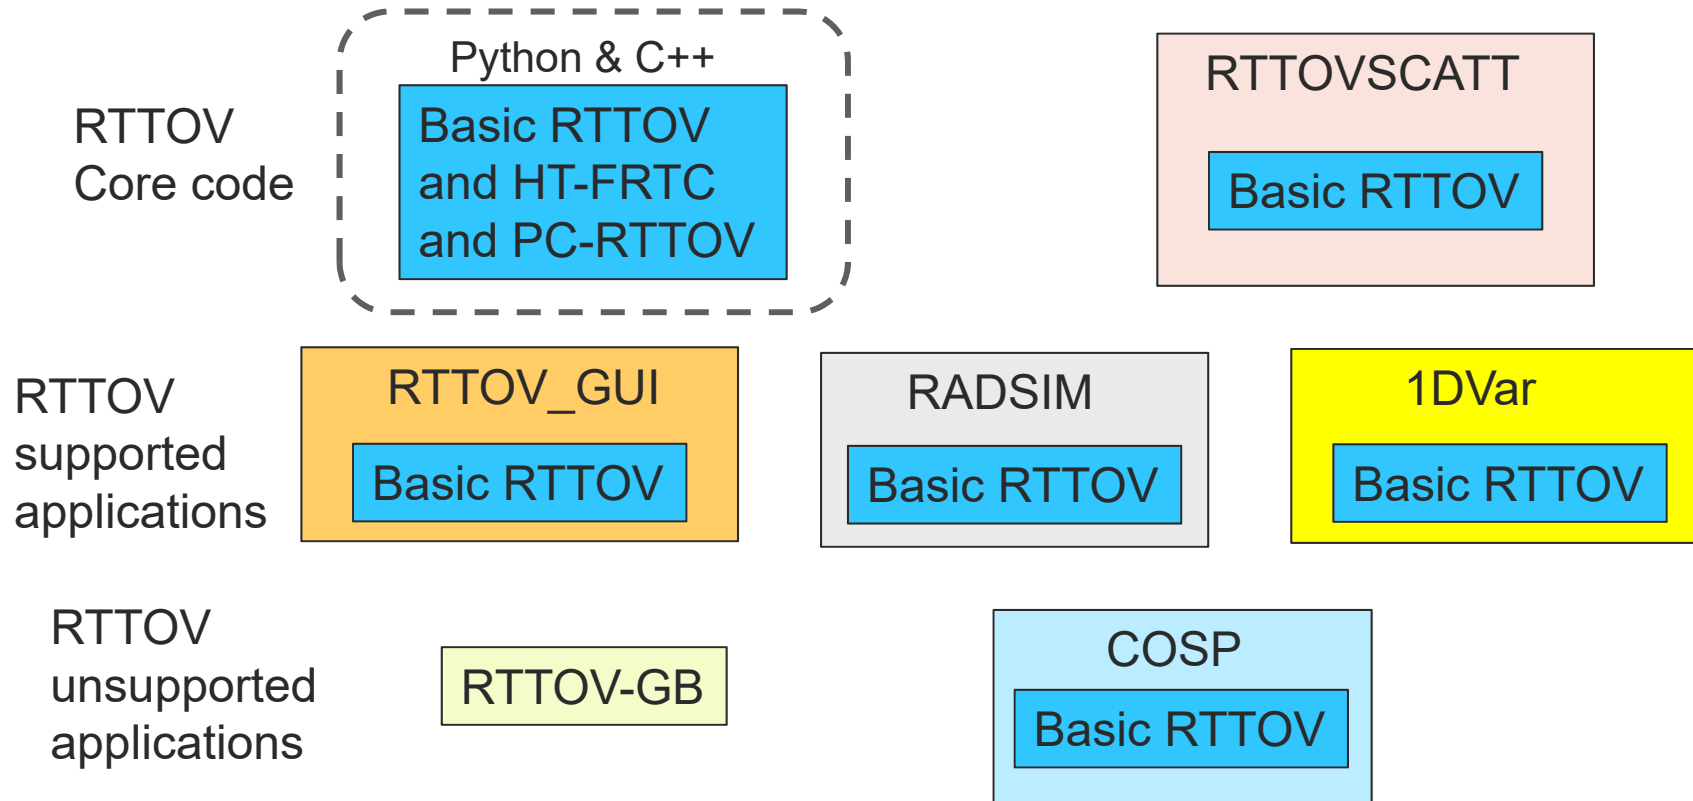 RTTOV
Core code
Python & C++
Basic RTTOV
and HT-FRTC
and PC-RTTOV
RTTOVSCATT
Basic RTTOV
RTTOV
supported
applications
RTTOV_GUI
Basic RTTOV
RADSIM
Basic RTTOV
1DVar
Basic RTTOV
RTTOV
unsupported
applications
RTTOV-GB
COSP
Basic RTTOV